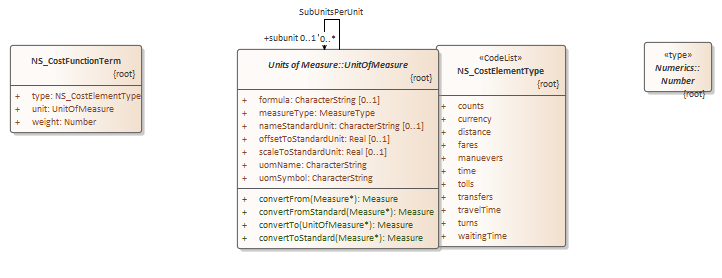 SubUnitsPerUnit
+subunit 0..1 0..*
NS_CostFunctionTerm
{root}
+ type: NS_CostElementType
+ unit: UnitOfMeasure
+ weight: Number
Units of Measure::UnitOfMeasure
{root}
+ formula: CharacterString [0..1]
+ measureType: MeasureType
+ nameStandardUnit: CharacterString [0..1]
+ offsetToStandardUnit: Real [0..1]
+ scaleToStandardUnit: Real [0..1]
+ uomName: CharacterString
+ uomSymbol: CharacterString
+ convertFrom(Measure*): Measure
+ convertFromStandard(Measure*): Measure
+ convertTo(UnitOfMeasure*): Measure
+ convertToStandard(Measure*): Measure
«CodeList»
NS_CostElementType
{root}
+ counts
+ currency
+ distance
+ fares
+ manuevers
+ time
+ tolls
+ transfers
+ travelTime
+ turns
+ waitingTime
«type»
Numerics::
Number
{root}